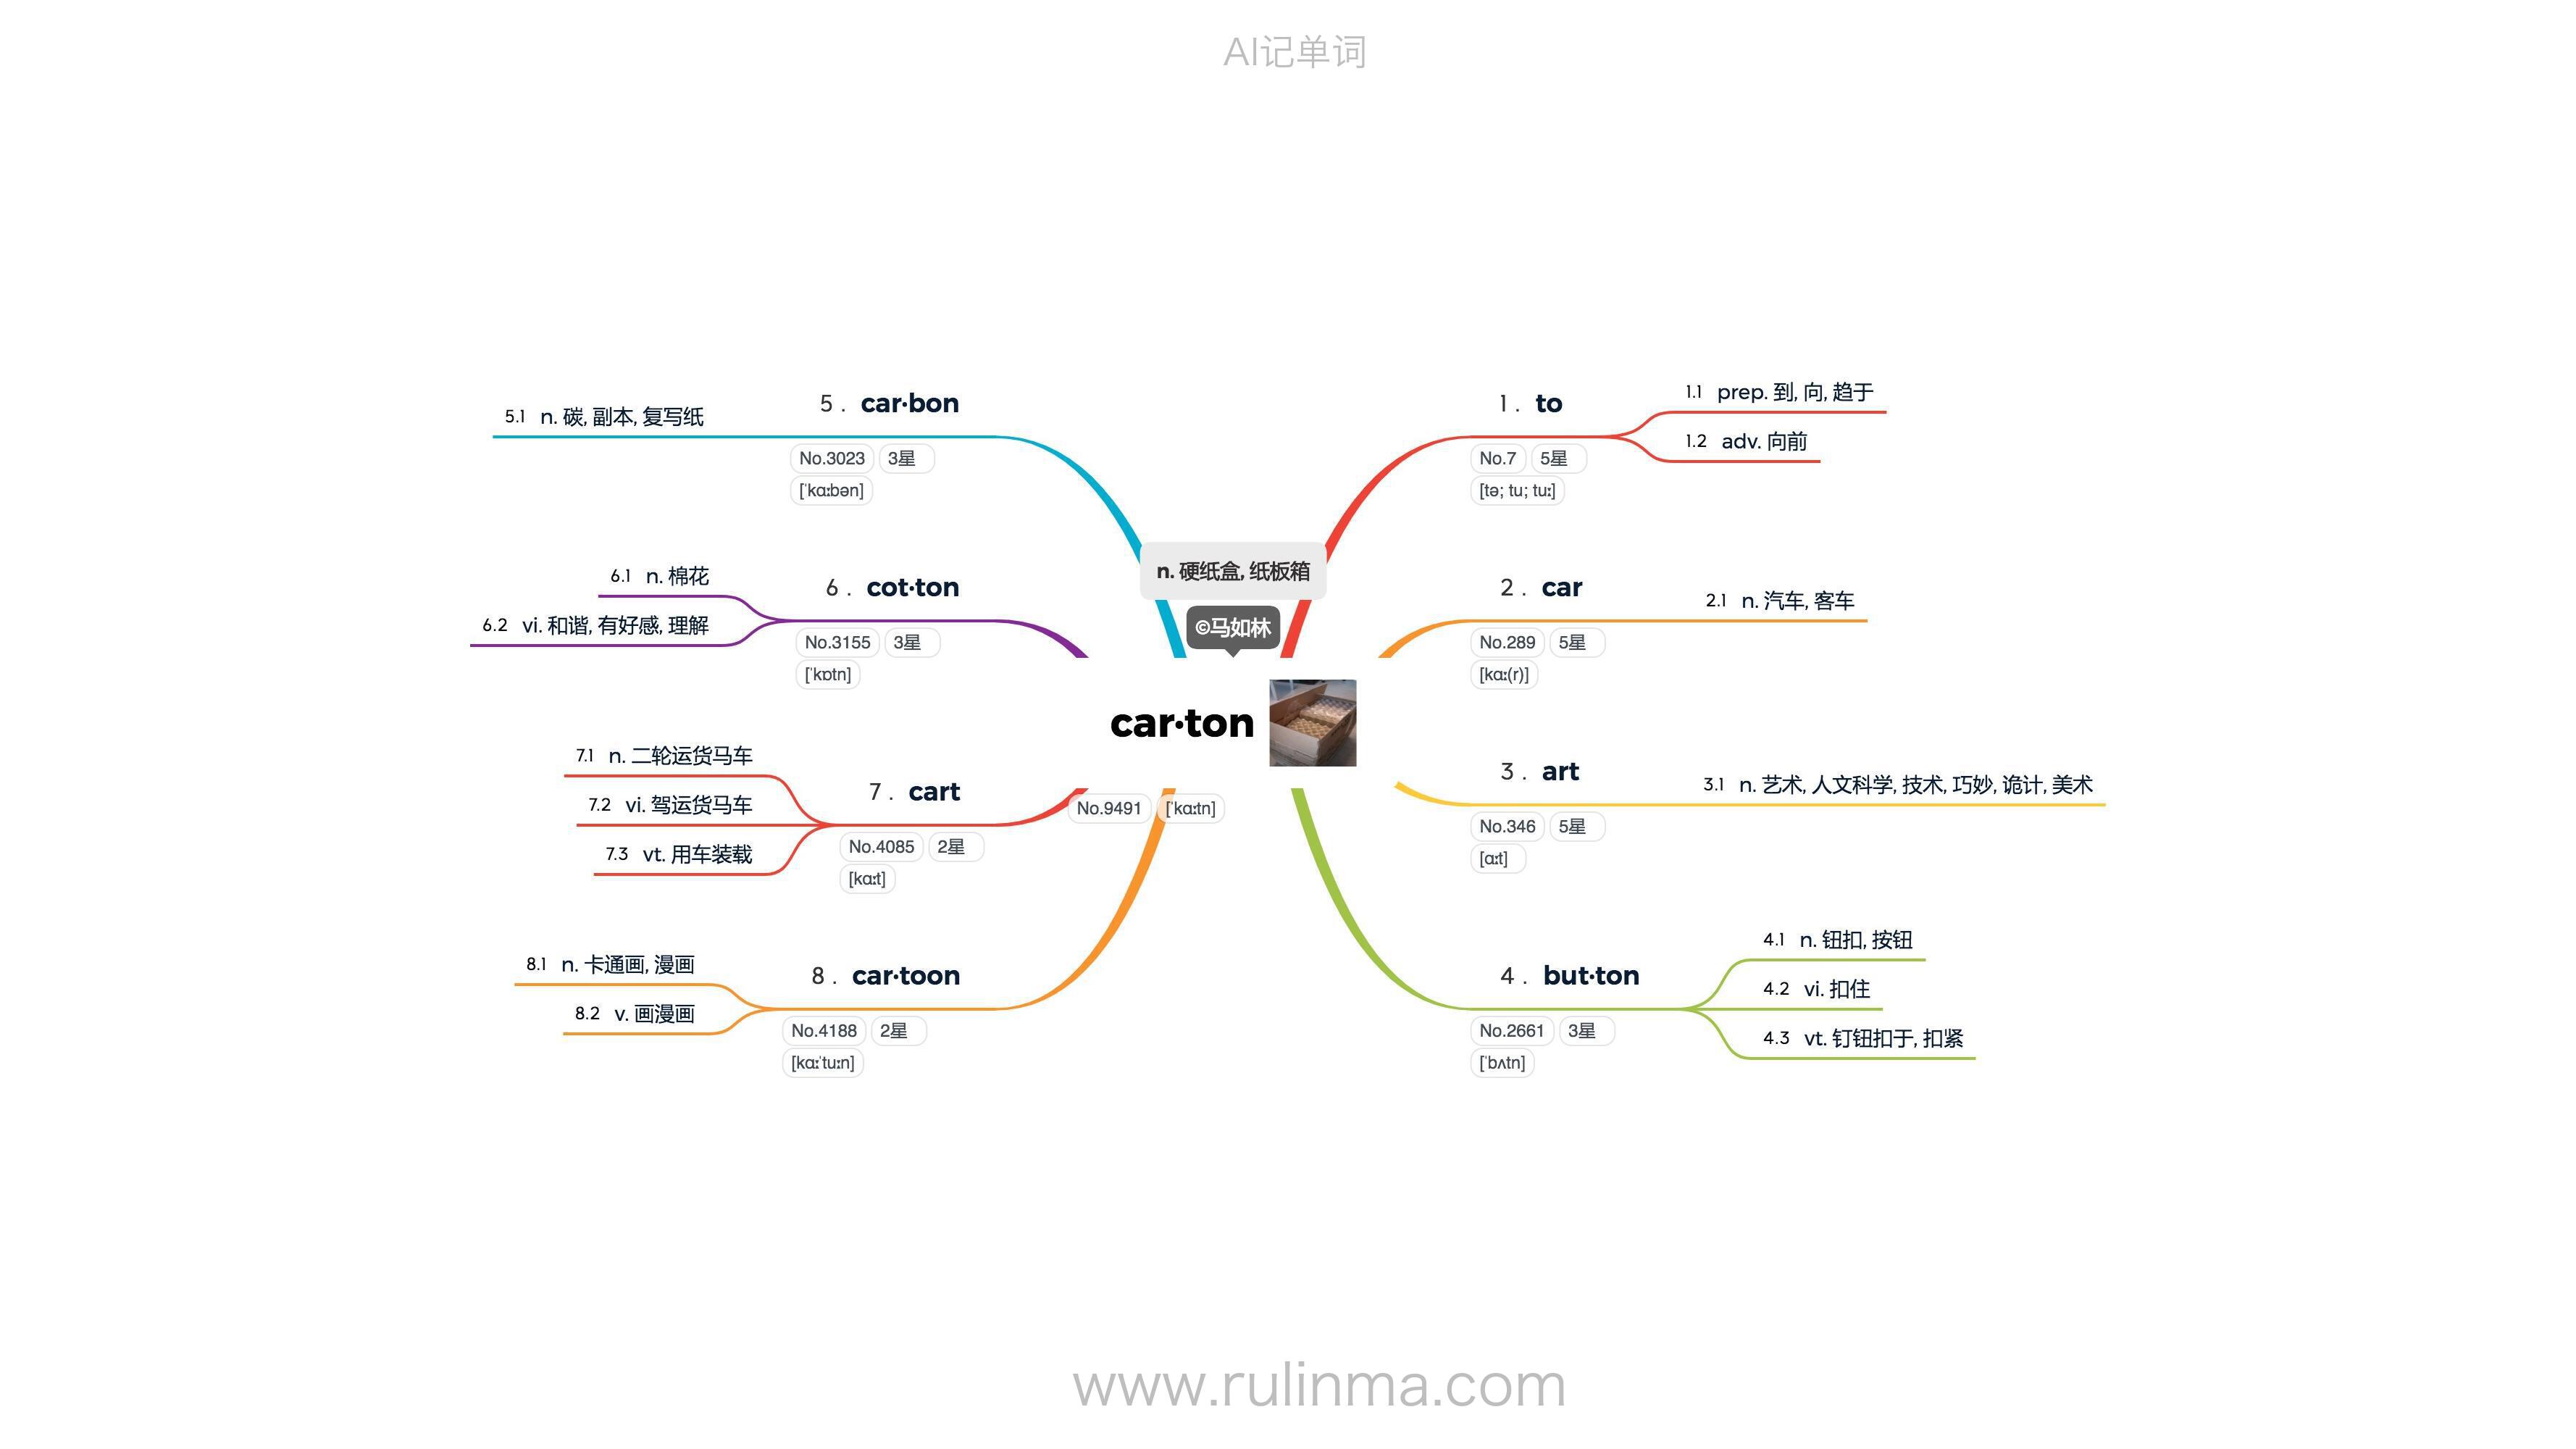 AI记单词
n. 硬纸盒, 纸板箱
©马如林
car·ton
No.9491 [ˈkɑːtn]
1 . to
No.7 5星
[tə; tu; tuː]
1.1 prep. 到, 向, 趋于
1.2 adv. 向前
2 . car
No.289 5星
[kɑː(r)]
2.1 n. 汽车, 客车
3 . art
No.346 5星
[ɑːt]
3.1 n. 艺术, 人文科学, 技术, 巧妙, 诡计, 美术
4 . but·ton
No.2661 3星
[ˈbʌtn]
4.1 n. 钮扣, 按钮
4.2 vi. 扣住
4.3 vt. 钉钮扣于, 扣紧
5 . car·bon
No.3023 3星
[ˈkɑːbən]
5.1 n. 碳, 副本, 复写纸
6 . cot·ton
No.3155 3星
[ˈkɒtn]
6.1 n. 棉花
6.2 vi. 和谐, 有好感, 理解
7 . cart
No.4085 2星
[kɑːt]
7.1 n. 二轮运货马车
7.2 vi. 驾运货马车
7.3 vt. 用车装载
8 . car·toon
No.4188 2星
[kɑːˈtuːn]
8.1 n. 卡通画, 漫画
8.2 v. 画漫画
www.rulinma.com